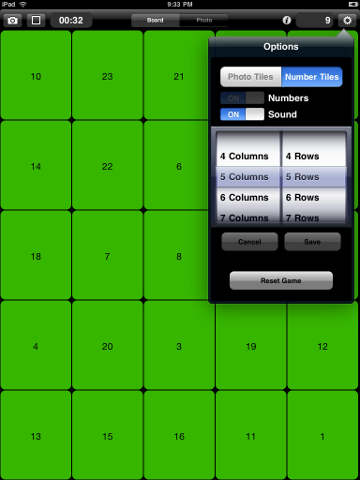 iPad 9:33 PM
00:32 Board Photo i 9
Options
Photo Tiles Number Tiles
ON Numbers
ON Sound
4 Columns 4 Rows
5 Columns 5 Rows
6 Columns 6 Rows
7 Columns 7 Rows
Cancel Save
Reset Game
10 23 21
14 22 6
18 7 8
4 20 3 19 12
13 15 16 11 1